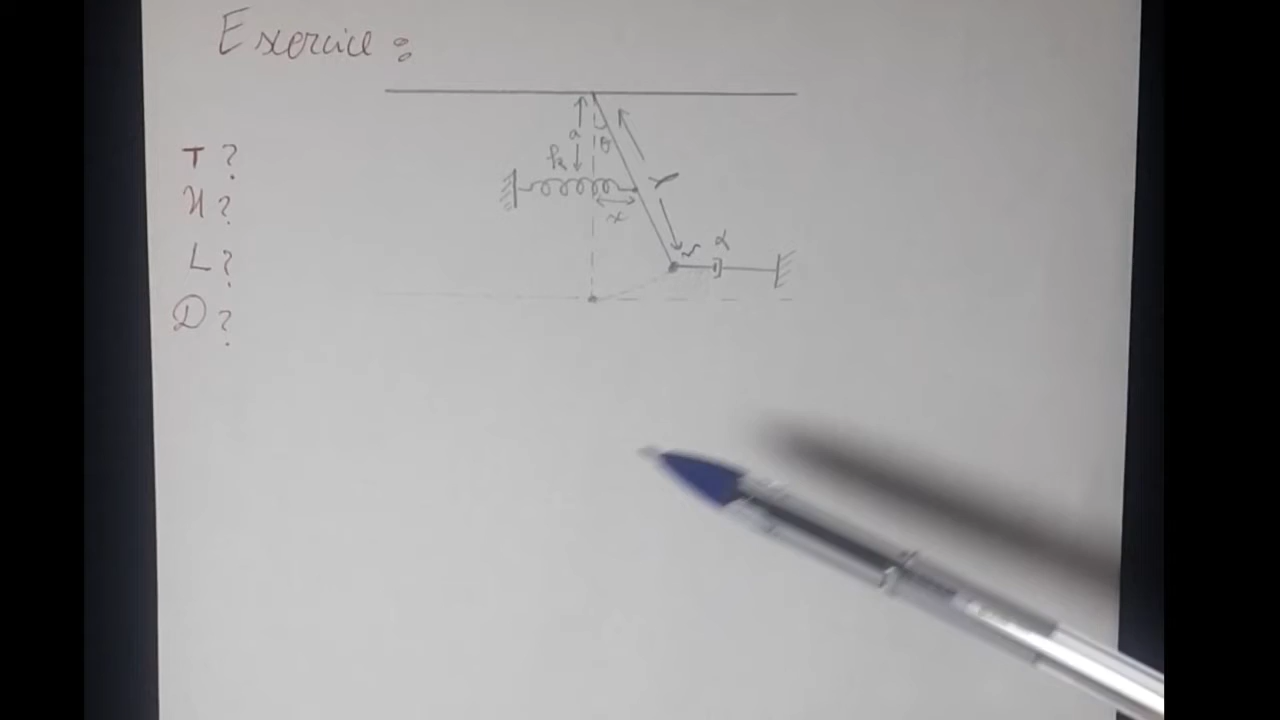 Exercice :
T ?
U ?
L ?
D ?
a
θ
k
x
α